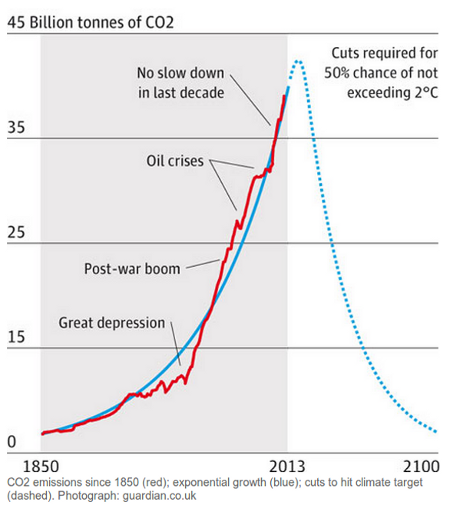 45 Billion tonnes of CO2
Cuts required for
50% chance of not
exceeding 2°C
No slow down
in last decade
35
Oil crises
25
Post-war boom
Great depression
15
0
1850
2013
2100
CO2 emissions since 1850 (red); exponential growth (blue); cuts to hit climate target
(dashed). Photograph: guardian.co.uk